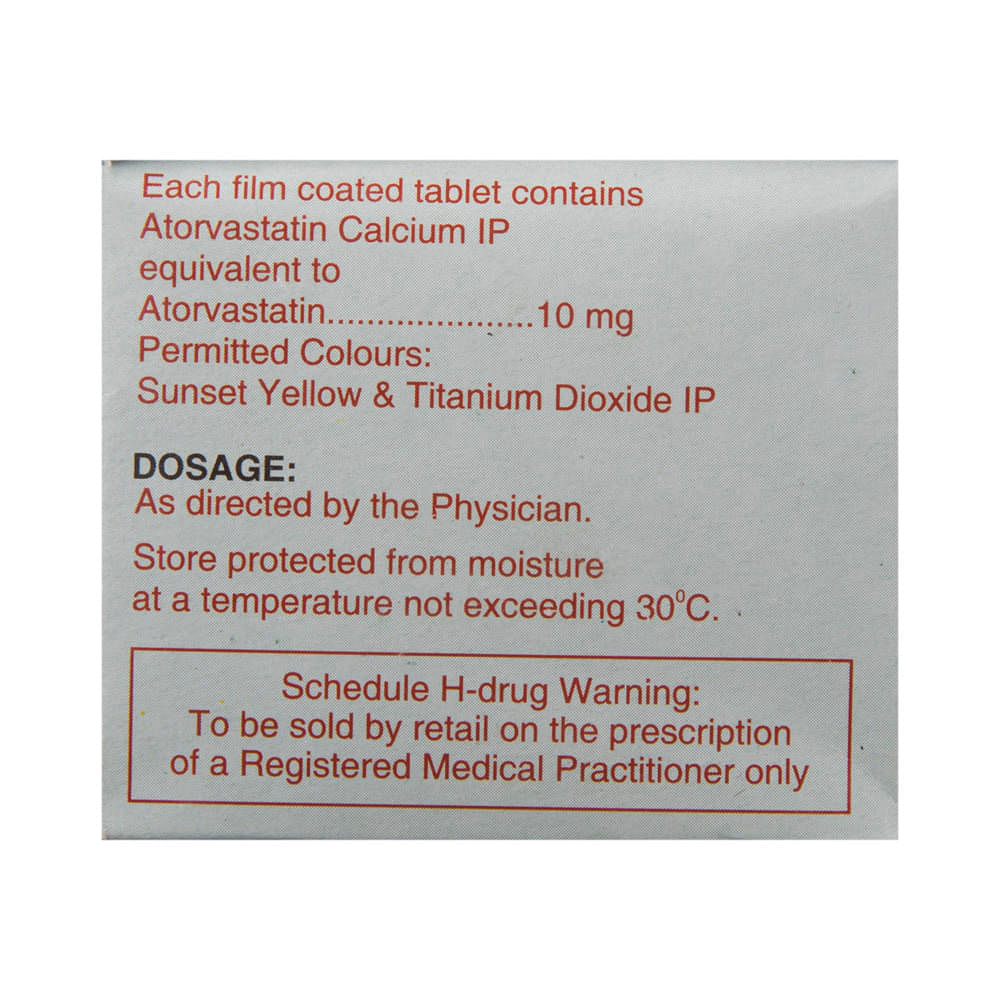 Each film coated tablet contains
Atorvastatin Calcium IP
equivalent to
Atorvastatin.....................10 mg
Permitted Colours:
Sunset Yellow & Titanium Dioxide IP
DOSAGE:
As directed by the Physician.
Store protected from moisture
at a temperature not exceeding 30⁰C.
Schedule H-drug Warning:
To be sold by retail on the prescription
of a Registered Medical Practitioner only